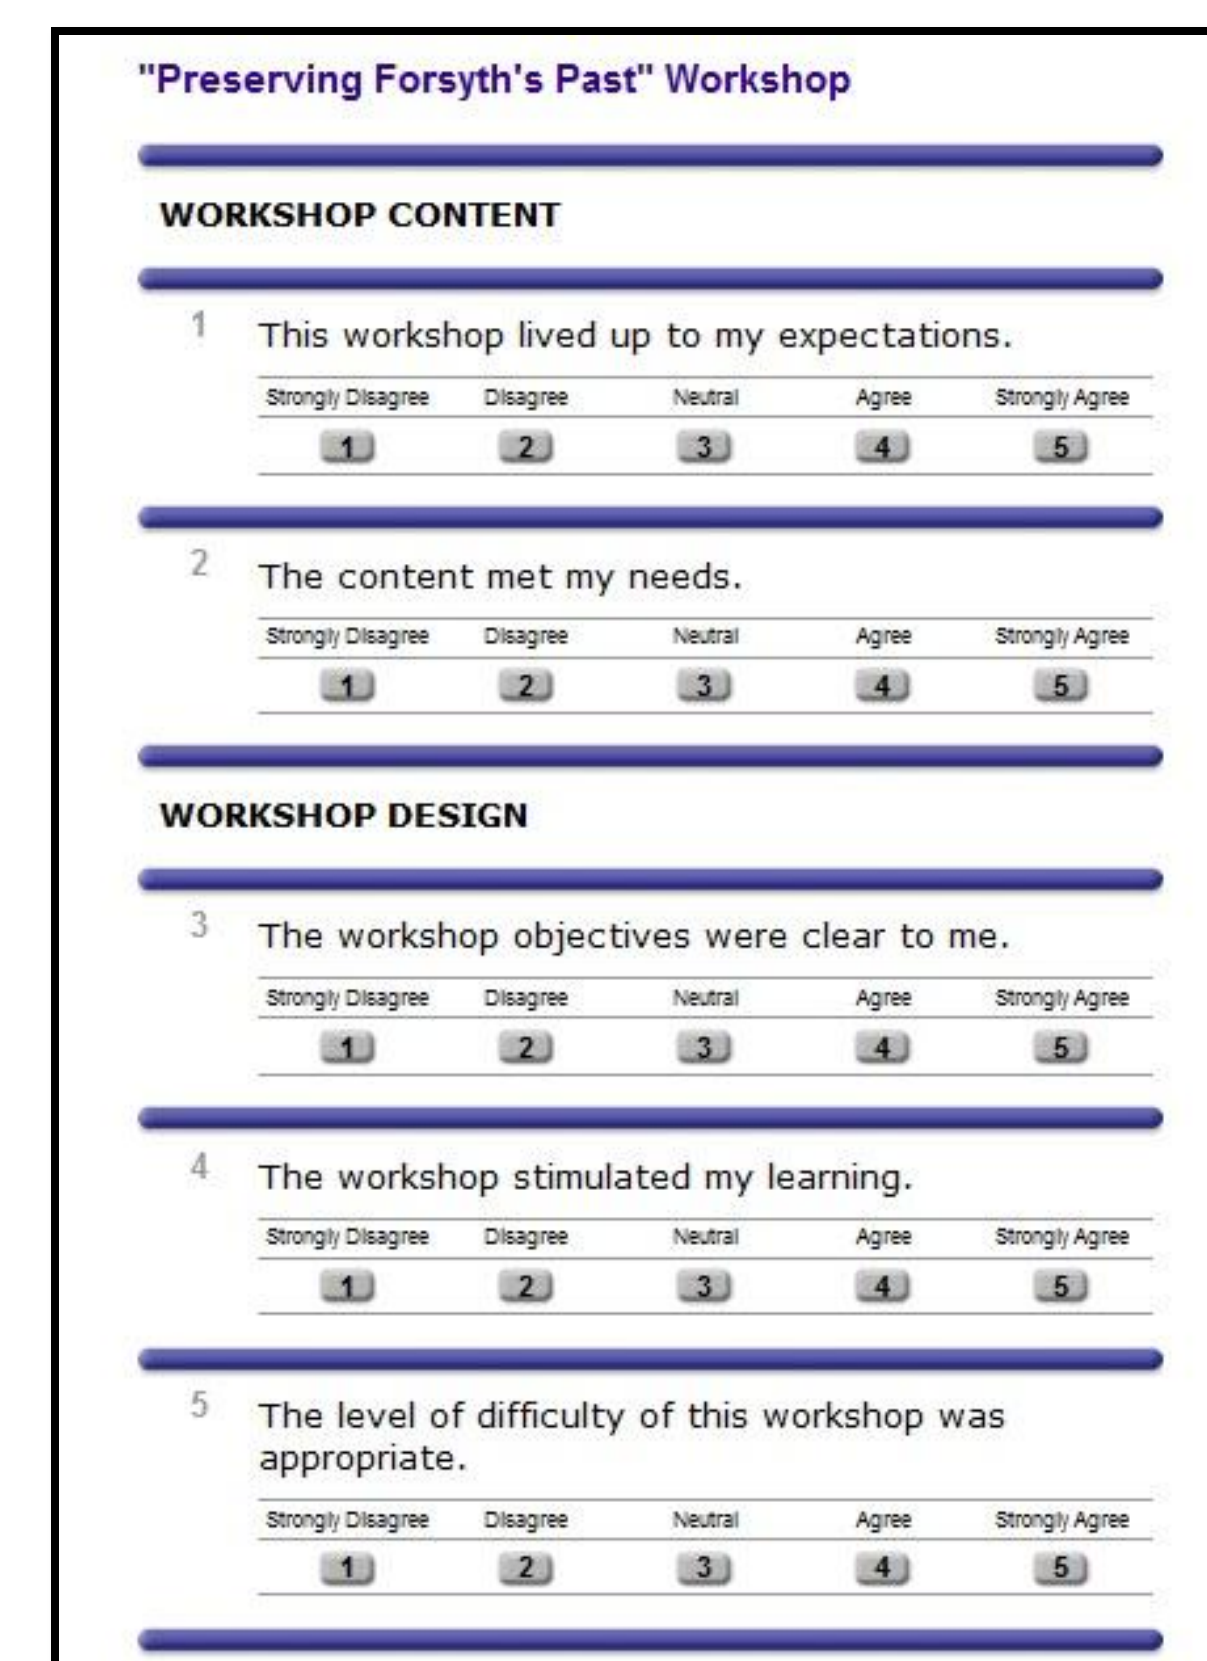 "Preserving Forsyth's Past" Workshop
WORKSHOP CONTENT
1 This workshop lived up to my expectations.
Strongly Disagree Disagree Neutral Agree Strongly Agree
1 2 3 4 5
2 The content met my needs.
Strongly Disagree Disagree Neutral Agree Strongly Agree
1 2 3 4 5
WORKSHOP DESIGN
3 The workshop objectives were clear to me.
Strongly Disagree Disagree Neutral Agree Strongly Agree
1 2 3 4 5
4 The workshop stimulated my learning.
Strongly Disagree Disagree Neutral Agree Strongly Agree
1 2 3 4 5
5 The level of difficulty of this workshop was
appropriate.
Strongly Disagree Disagree Neutral Agree Strongly Agree
1 2 3 4 5